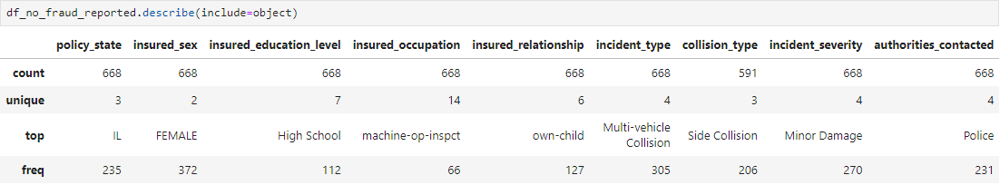 df_no_fraud_reported.describe(include=object)
policy_state insured_sex insured_education_level insured_occupation insured_relationship incident_type collision_type incident_severity authorities_contacted
count 668 668 668 668 668 668 591 668 668
unique 3 2 7 14 6 4 3 4 4
top IL FEMALE High School machine-op-inspct own-child Multi-vehicle Collision Side Collision Minor Damage Police
freq 235 372 112 66 127 305 206 270 231